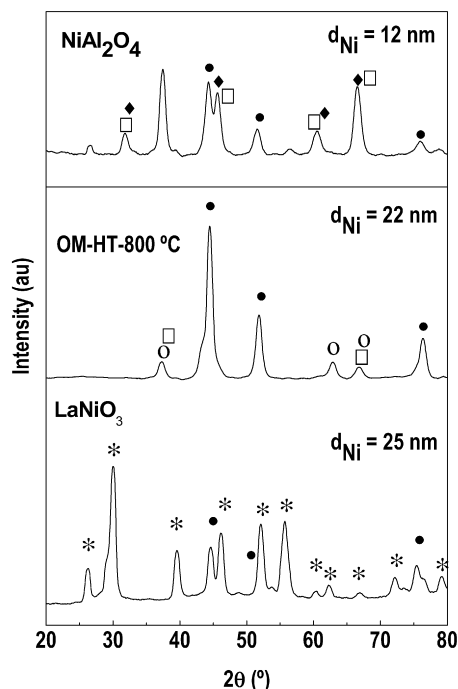 NiAl2O4
dNi = 12 nm
OM-HT-800 ºC
dNi = 22 nm
o
o
o
LaNiO3
dNi = 25 nm
* * * * * * * * * * *
Intensity (au)
20 30 40 50 60 70 80
2θ (º)